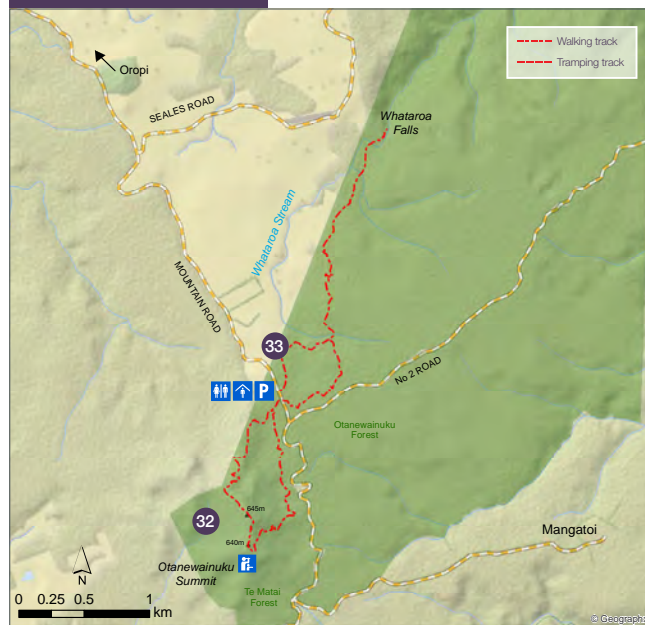 Walking track
Tramping track
Oropi
SEALES ROAD
Whataroa
Falls
Whataroa Stream
MOUNTAIN ROAD
33
P
No 2 ROAD
Otanewainuku
Forest
645m
32
640m
Mangatoi
Otanewainuku
Summit
Te Matai
Forest
N
0 0.25 0.5 1
km